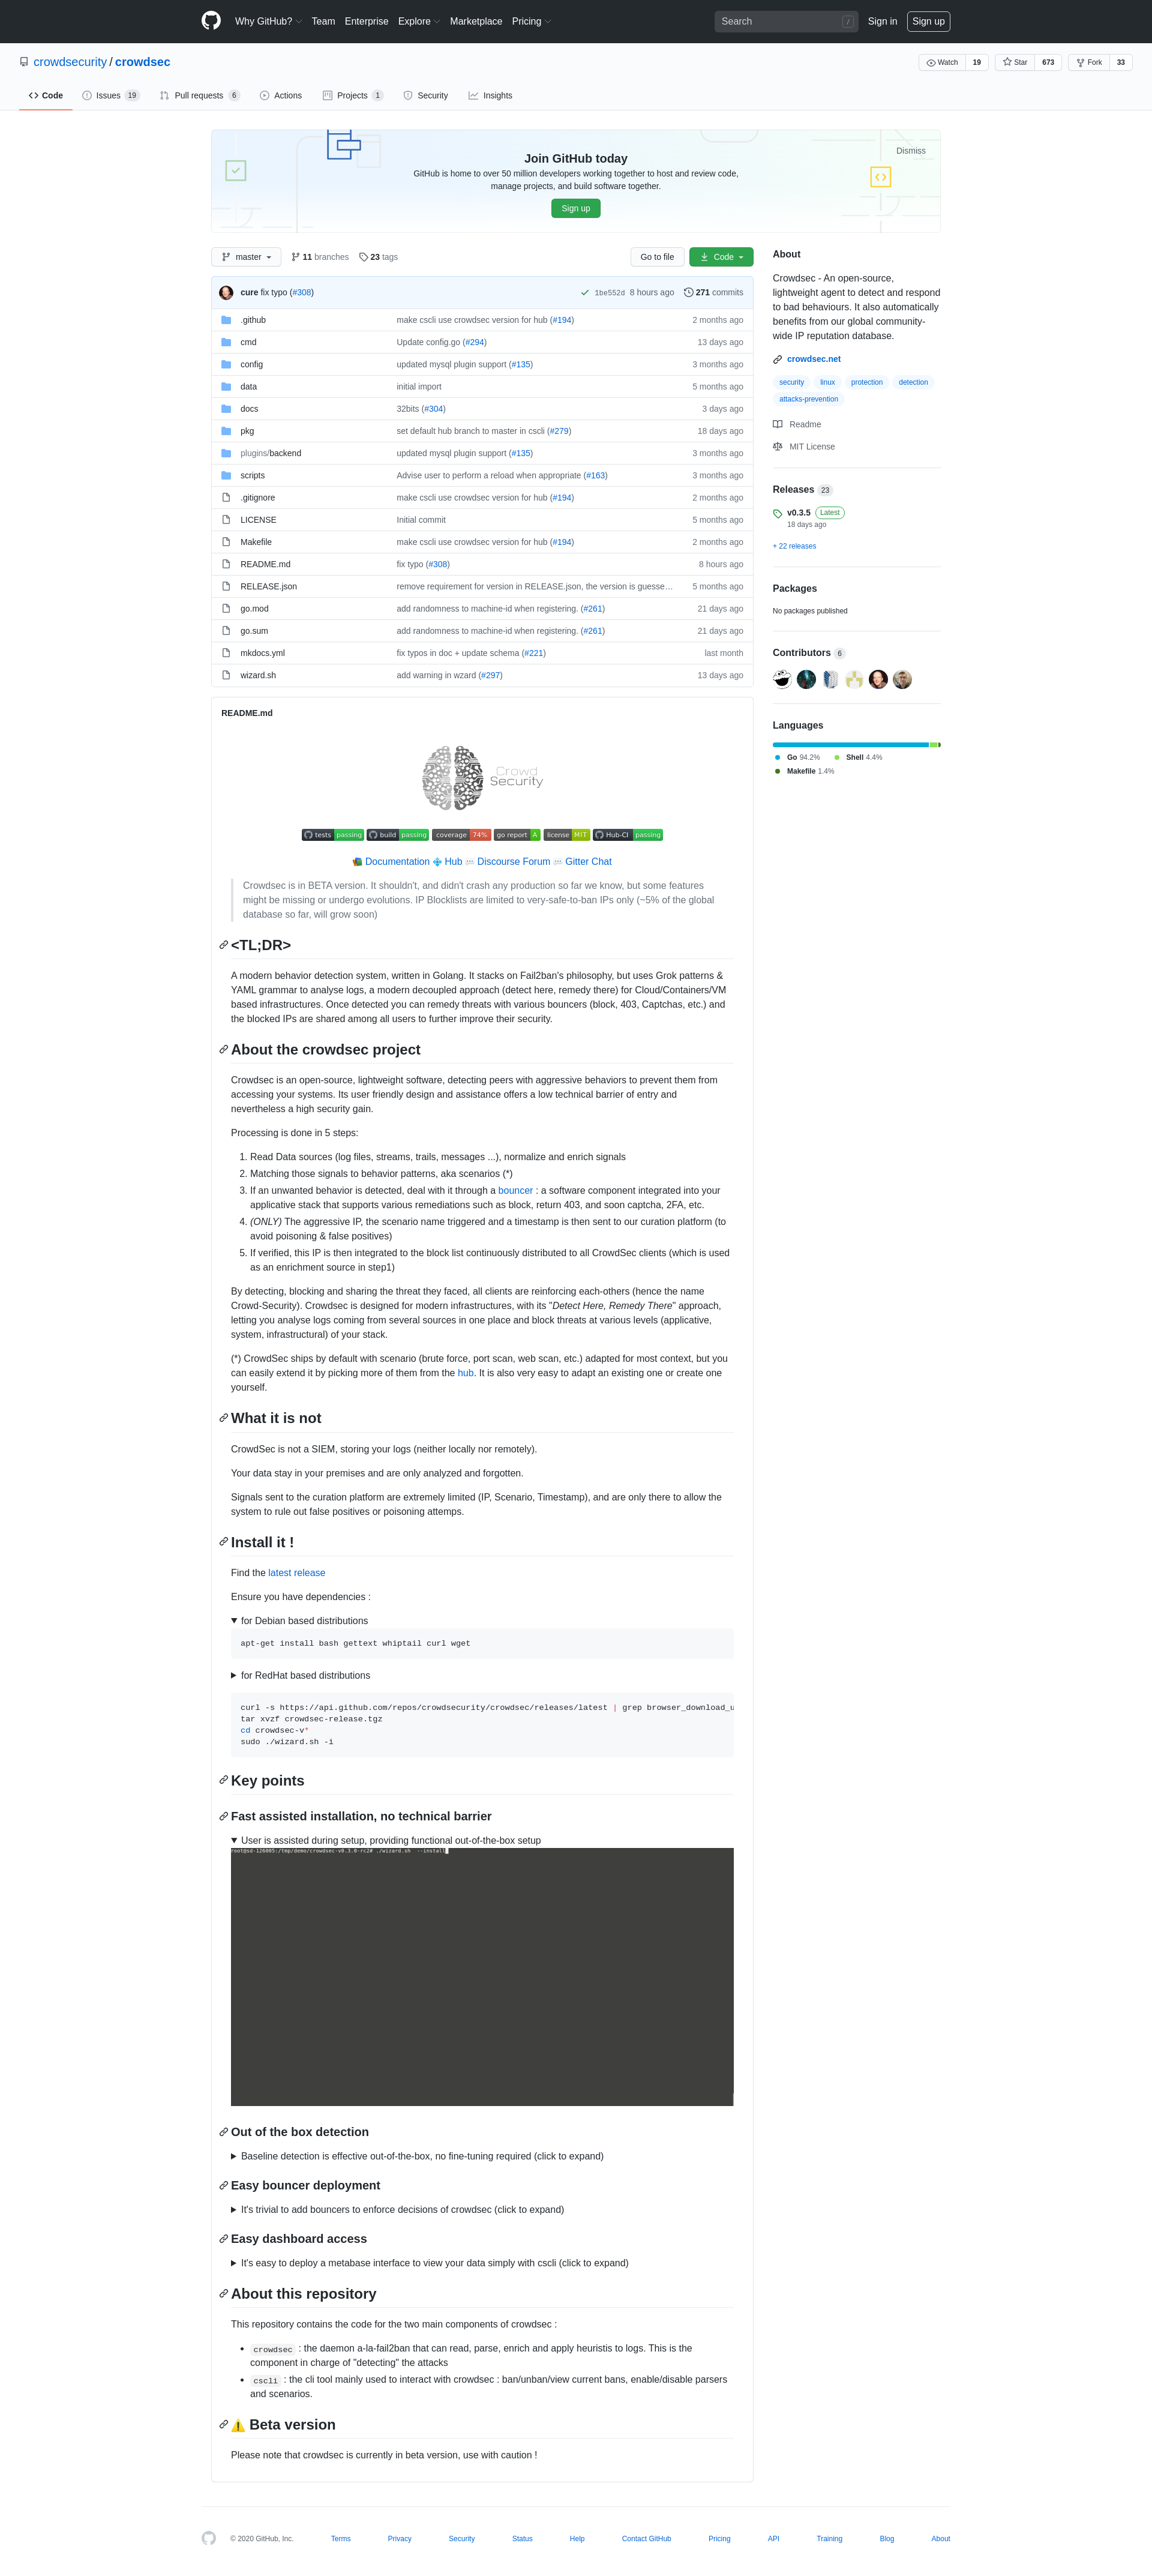 Why GitHub? Team Enterprise Explore Marketplace Pricing Search / Sign in Sign up
crowdsecurity / crowdsec
Watch 19 Star 673 Fork 33
Code Issues 19 Pull requests 6 Actions Projects 1 Security Insights
Join GitHub today
Dismiss
GitHub is home to over 50 million developers working together to host and review code,
manage projects, and build software together.
Sign up
master 11 branches 23 tags Go to file Code
cure fix typo (#308) 1be552d 8 hours ago 271 commits
.github make cscli use crowdsec version for hub (#194) 2 months ago
cmd Update config.go (#294) 13 days ago
config updated mysql plugin support (#135) 3 months ago
data initial import 5 months ago
docs 32bits (#304) 3 days ago
pkg set default hub branch to master in cscli (#279) 18 days ago
plugins/backend updated mysql plugin support (#135) 3 months ago
scripts Advise user to perform a reload when appropriate (#163) 3 months ago
.gitignore make cscli use crowdsec version for hub (#194) 2 months ago
LICENSE Initial commit 5 months ago
Makefile make cscli use crowdsec version for hub (#194) 2 months ago
README.md fix typo (#308) 8 hours ago
RELEASE.json remove requirement for version in RELEASE.json, the version is guesse… 5 months ago
go.mod add randomness to machine-id when registering. (#261) 21 days ago
go.sum add randomness to machine-id when registering. (#261) 21 days ago
mkdocs.yml fix typos in doc + update schema (#221) last month
wizard.sh add warning in wzard (#297) 13 days ago
About
Crowdsec - An open-source,
lightweight agent to detect and respond
to bad behaviours. It also automatically
benefits from our global community-
wide IP reputation database.
crowdsec.net
security linux protection detection
attacks-prevention
Readme
MIT License
Releases 23
v0.3.5 Latest
18 days ago
+ 22 releases
Packages
No packages published
Contributors 6
Languages
Go 94.2% Shell 4.4%
Makefile 1.4%
README.md
Crowd
Security
tests passing build passing coverage 74% go report A license MIT Hub-CI passing
Documentation Hub Discourse Forum Gitter Chat
Crowdsec is in BETA version. It shouldn't, and didn't crash any production so far we know, but some features
might be missing or undergo evolutions. IP Blocklists are limited to very-safe-to-ban IPs only (~5% of the global
database so far, will grow soon)
<TL;DR>
A modern behavior detection system, written in Golang. It stacks on Fail2ban's philosophy, but uses Grok patterns &
YAML grammar to analyse logs, a modern decoupled approach (detect here, remedy there) for Cloud/Containers/VM
based infrastructures. Once detected you can remedy threats with various bouncers (block, 403, Captchas, etc.) and
the blocked IPs are shared among all users to further improve their security.
About the crowdsec project
Crowdsec is an open-source, lightweight software, detecting peers with aggressive behaviors to prevent them from
accessing your systems. Its user friendly design and assistance offers a low technical barrier of entry and
nevertheless a high security gain.
Processing is done in 5 steps:
1. Read Data sources (log files, streams, trails, messages ...), normalize and enrich signals
2. Matching those signals to behavior patterns, aka scenarios (*)
3. If an unwanted behavior is detected, deal with it through a bouncer : a software component integrated into your
applicative stack that supports various remediations such as block, return 403, and soon captcha, 2FA, etc.
4. (ONLY) The aggressive IP, the scenario name triggered and a timestamp is then sent to our curation platform (to
avoid poisoning & false positives)
5. If verified, this IP is then integrated to the block list continuously distributed to all CrowdSec clients (which is used
as an enrichment source in step1)
By detecting, blocking and sharing the threat they faced, all clients are reinforcing each-others (hence the name
Crowd-Security). Crowdsec is designed for modern infrastructures, with its "Detect Here, Remedy There" approach,
letting you analyse logs coming from several sources in one place and block threats at various levels (applicative,
system, infrastructural) of your stack.
(*) CrowdSec ships by default with scenario (brute force, port scan, web scan, etc.) adapted for most context, but you
can easily extend it by picking more of them from the hub. It is also very easy to adapt an existing one or create one
yourself.
What it is not
CrowdSec is not a SIEM, storing your logs (neither locally nor remotely).
Your data stay in your premises and are only analyzed and forgotten.
Signals sent to the curation platform are extremely limited (IP, Scenario, Timestamp), and are only there to allow the
system to rule out false positives or poisoning attemps.
Install it !
Find the latest release
Ensure you have dependencies :
for Debian based distributions
apt-get install bash gettext whiptail curl wget
for RedHat based distributions
curl -s https://api.github.com/repos/crowdsecurity/crowdsec/releases/latest | grep browser_download_u
tar xvzf crowdsec-release.tgz
cd crowdsec-v*
sudo ./wizard.sh -i
Key points
Fast assisted installation, no technical barrier
User is assisted during setup, providing functional out-of-the-box setup
root@sd-126005:/tmp/demo/crowdsec-v0.3.0-rc2# ./wizard.sh --install
Out of the box detection
Baseline detection is effective out-of-the-box, no fine-tuning required (click to expand)
Easy bouncer deployment
It's trivial to add bouncers to enforce decisions of crowdsec (click to expand)
Easy dashboard access
It's easy to deploy a metabase interface to view your data simply with cscli (click to expand)
About this repository
This repository contains the code for the two main components of crowdsec :
crowdsec : the daemon a-la-fail2ban that can read, parse, enrich and apply heuristis to logs. This is the
component in charge of "detecting" the attacks
cscli : the cli tool mainly used to interact with crowdsec : ban/unban/view current bans, enable/disable parsers
and scenarios.
⚠️ Beta version
Please note that crowdsec is currently in beta version, use with caution !
© 2020 GitHub, Inc. Terms Privacy Security Status Help Contact GitHub Pricing API Training Blog About